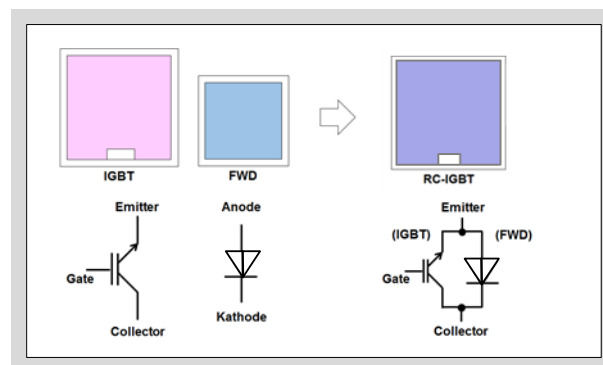 IGBT
FWD
RC-IGBT
Emitter
Gate
Collector
Anode
Kathode
Emitter
(IGBT)
(FWD)
Gate
Collector